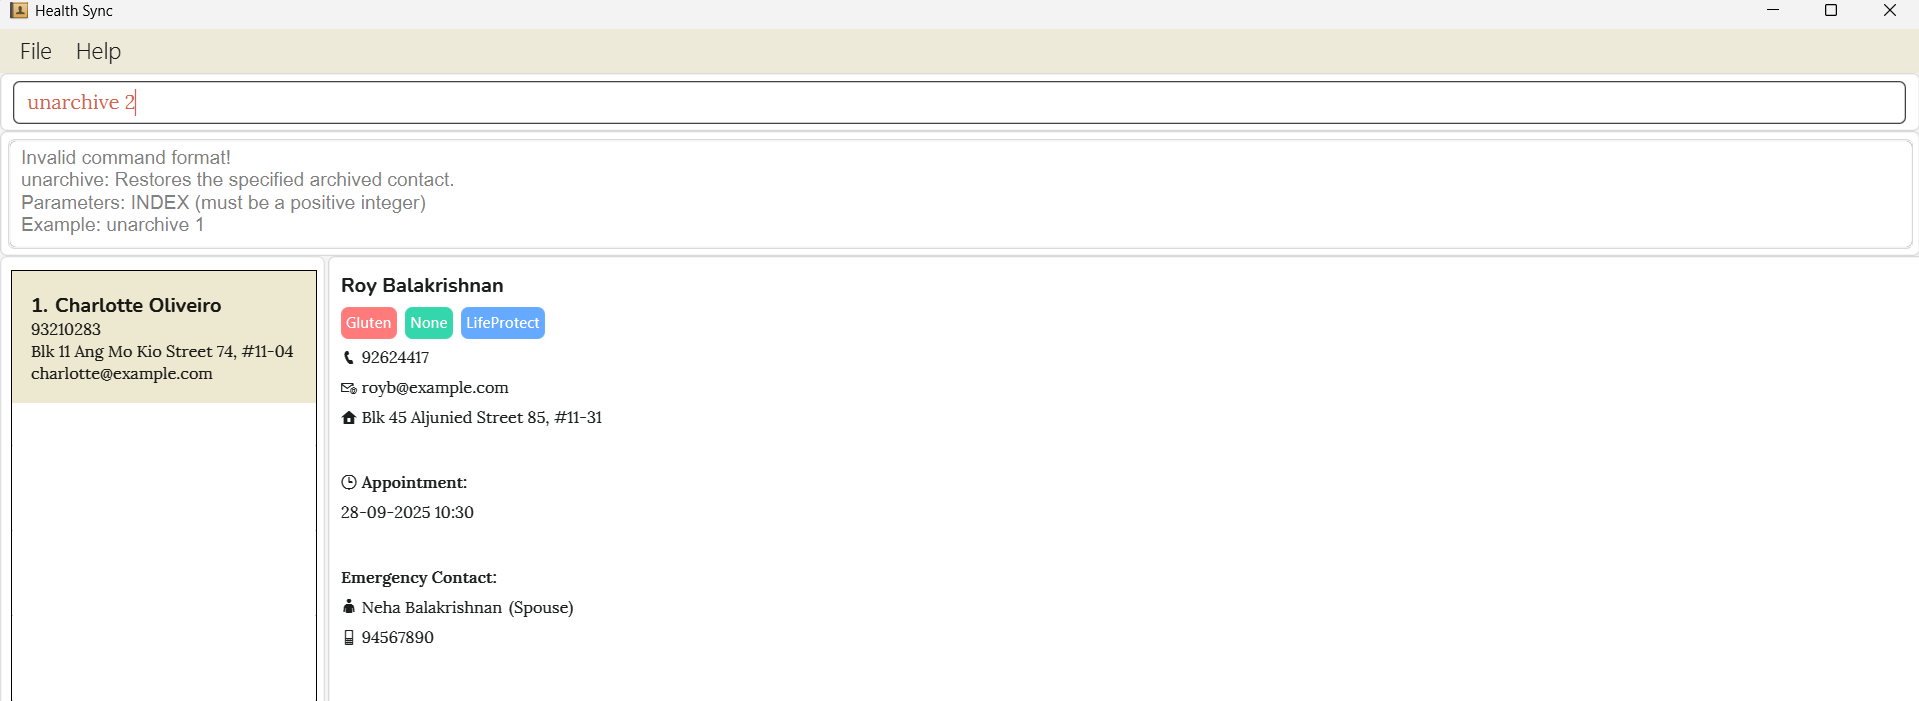 Health Sync
File Help
unarchive 2
Invalid command format!
unarchive: Restores the specified archived contact.
Parameters: INDEX (must be a positive integer)
Example: unarchive 1
1. Charlotte Oliveiro
93210283
Blk 11 Ang Mo Kio Street 74, #11-04
charlotte@example.com
Roy Balakrishnan
Gluten None LifeProtect
92624417
royb@example.com
Blk 45 Aljunied Street 85, #11-31
Appointment:
28-09-2025 10:30
Emergency Contact:
Neha Balakrishnan (Spouse)
94567890